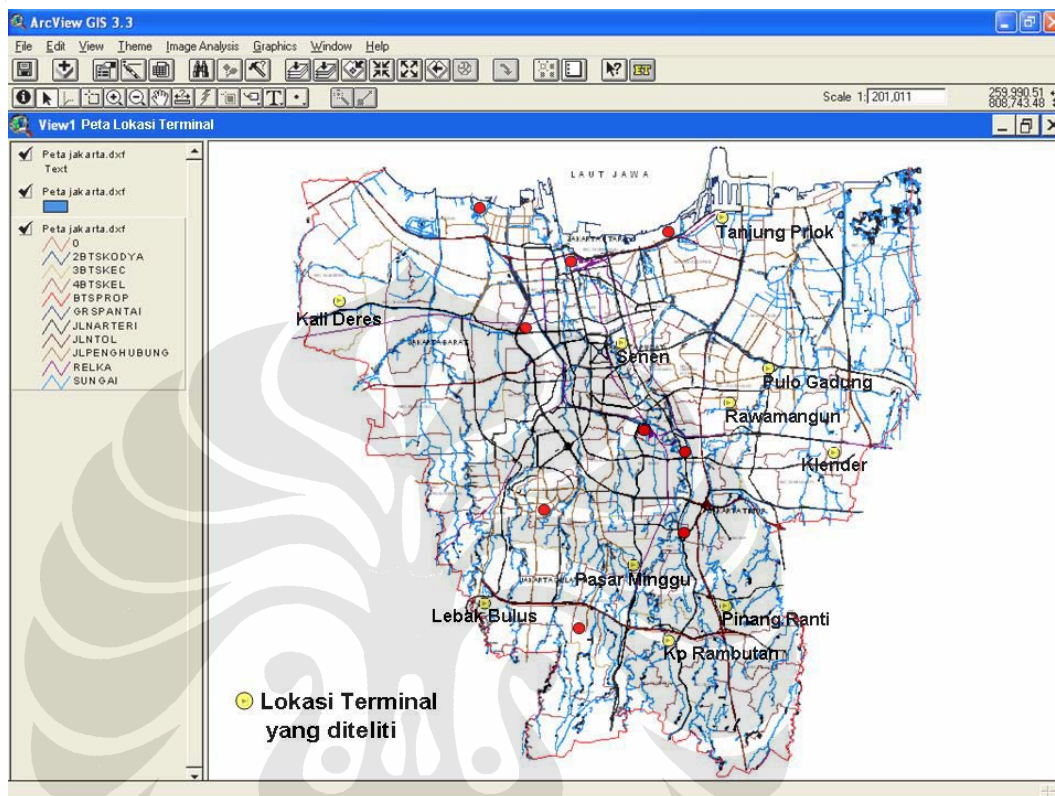 ArcView GIS 3.3
File Edit View Theme Image Analysis Graphics Window Help
Scale 1: 201,011
259,990.51
808,743.48
View1 Peta Lokasi Terminal
Peta jakarta.dxf
Text
Peta jakarta.dxf
Peta jakarta.dxf
0
2BTSKODYA
3BTSKEC
4BTSKEL
BTSPROP
GRSPANTAI
JLNARTERI
JLNTOL
JLPENGHUBUNG
RELKA
SUNGAI
LAUT JAWA
Tanjung Priok
Kali Deres
JAKARTA BARAT
Senen
Pulo Gadung
Rawamangun
Klender
Pasar Minggu
Lebak Bulus
Pinang Ranti
Kp Rambutan
Lokasi Terminal
yang diteliti